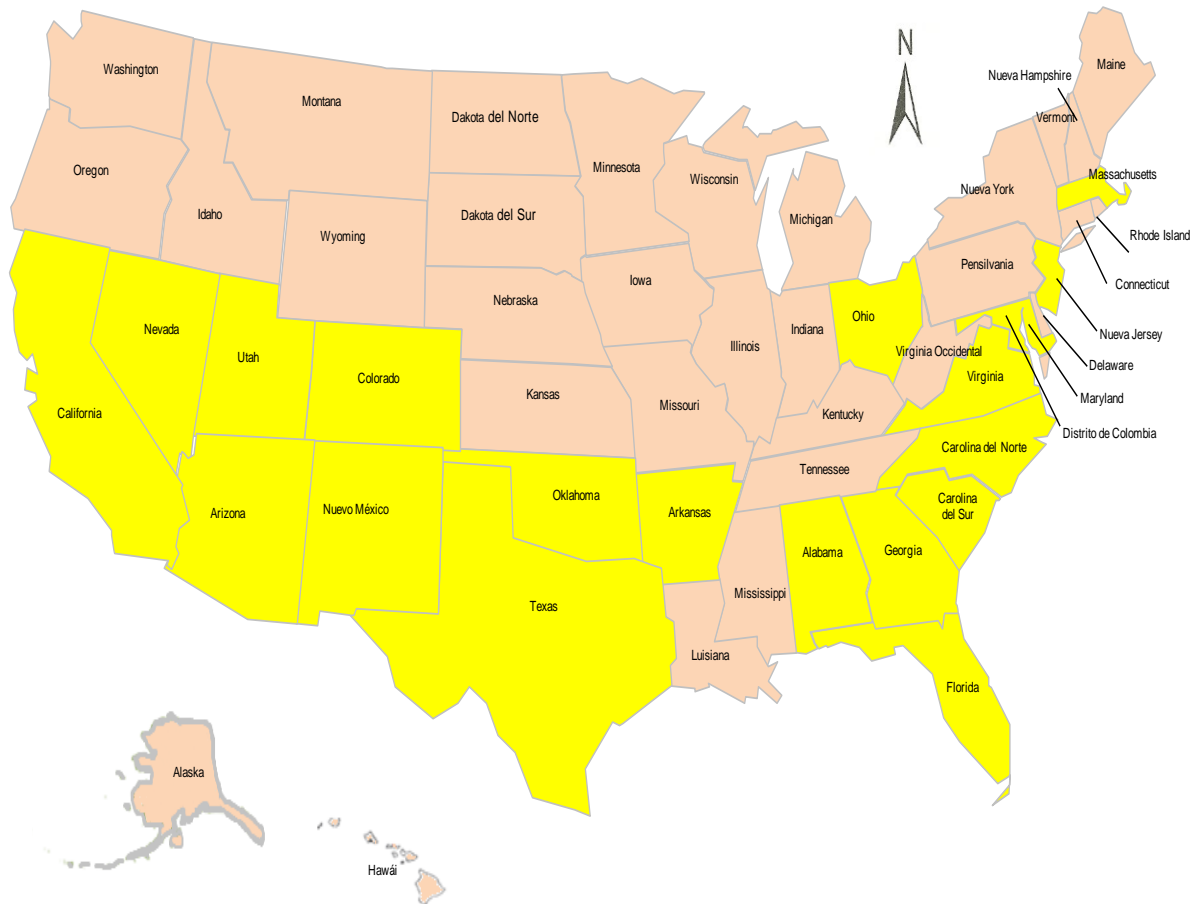 N
Washington
Montana
Dakota del Norte
Minnesota
Nueva Hampshire
Maine
Vermont
Oregon
Idaho
Wyoming
Dakota del Sur
Wisconsin
Michigan
Nueva York
Massachusetts
Rhode Island
Connecticut
Pensilvania
Nebraska
Iowa
Illinois
Indiana
Ohio
Nueva Jersey
Delaware
Maryland
Distrito de Colombia
Virginia Occidental
Virginia
Nevada
Utah
Colorado
California
Kansas
Missouri
Kentucky
Carolina del Norte
Tennessee
Arizona
Nuevo México
Oklahoma
Arkansas
Carolina
del Sur
Alabama
Georgia
Mississippi
Texas
Luisiana
Florida
Alaska
Hawái